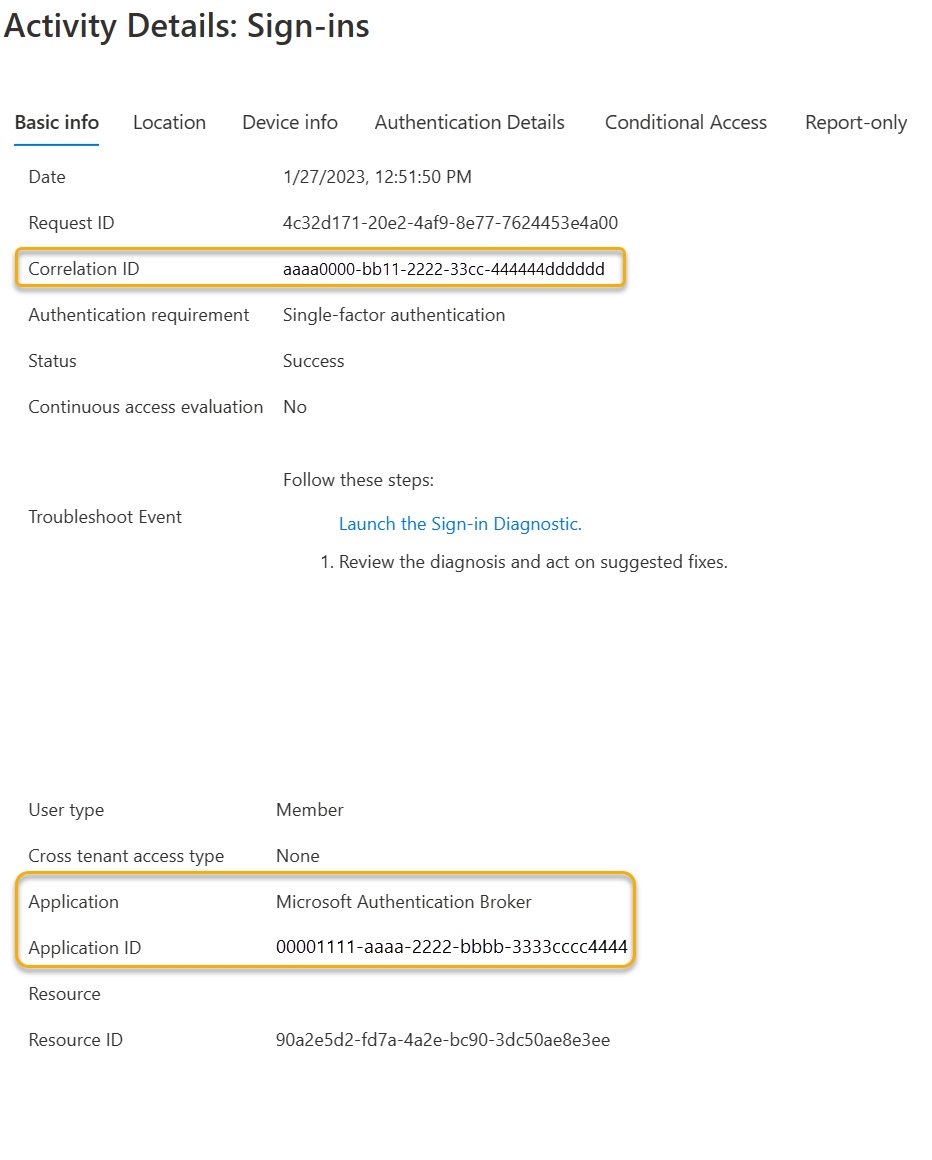 Activity Details: Sign-ins
Basic info Location Device info Authentication Details Conditional Access Report-only
Date 1/27/2023, 12:51:50 PM
Request ID 4c32d171-20e2-4af9-8e77-7624453e4a00
Correlation ID aaaa0000-bb11-2222-33cc-444444dddddd
Authentication requirement Single-factor authentication
Status Success
Continuous access evaluation No
Follow these steps:
Troubleshoot Event
Launch the Sign-in Diagnostic.
1. Review the diagnosis and act on suggested fixes.
User type Member
Cross tenant access type None
Application Microsoft Authentication Broker
Application ID 00001111-aaaa-2222-bbbb-3333cccc4444
Resource
Resource ID 90a2e5d2-fd7a-4a2e-bc90-3dc50ae8e3ee